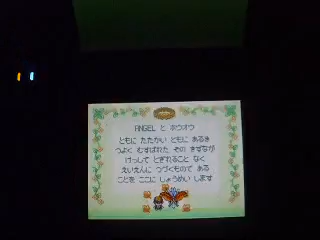 ANGEL と ホウオウ
ともに たたかい ともに あるき
つよく むすばれた その きずなが
けっして とぎれること なく
えいえんに つづくもので ある
ことを ここに しょうめい します